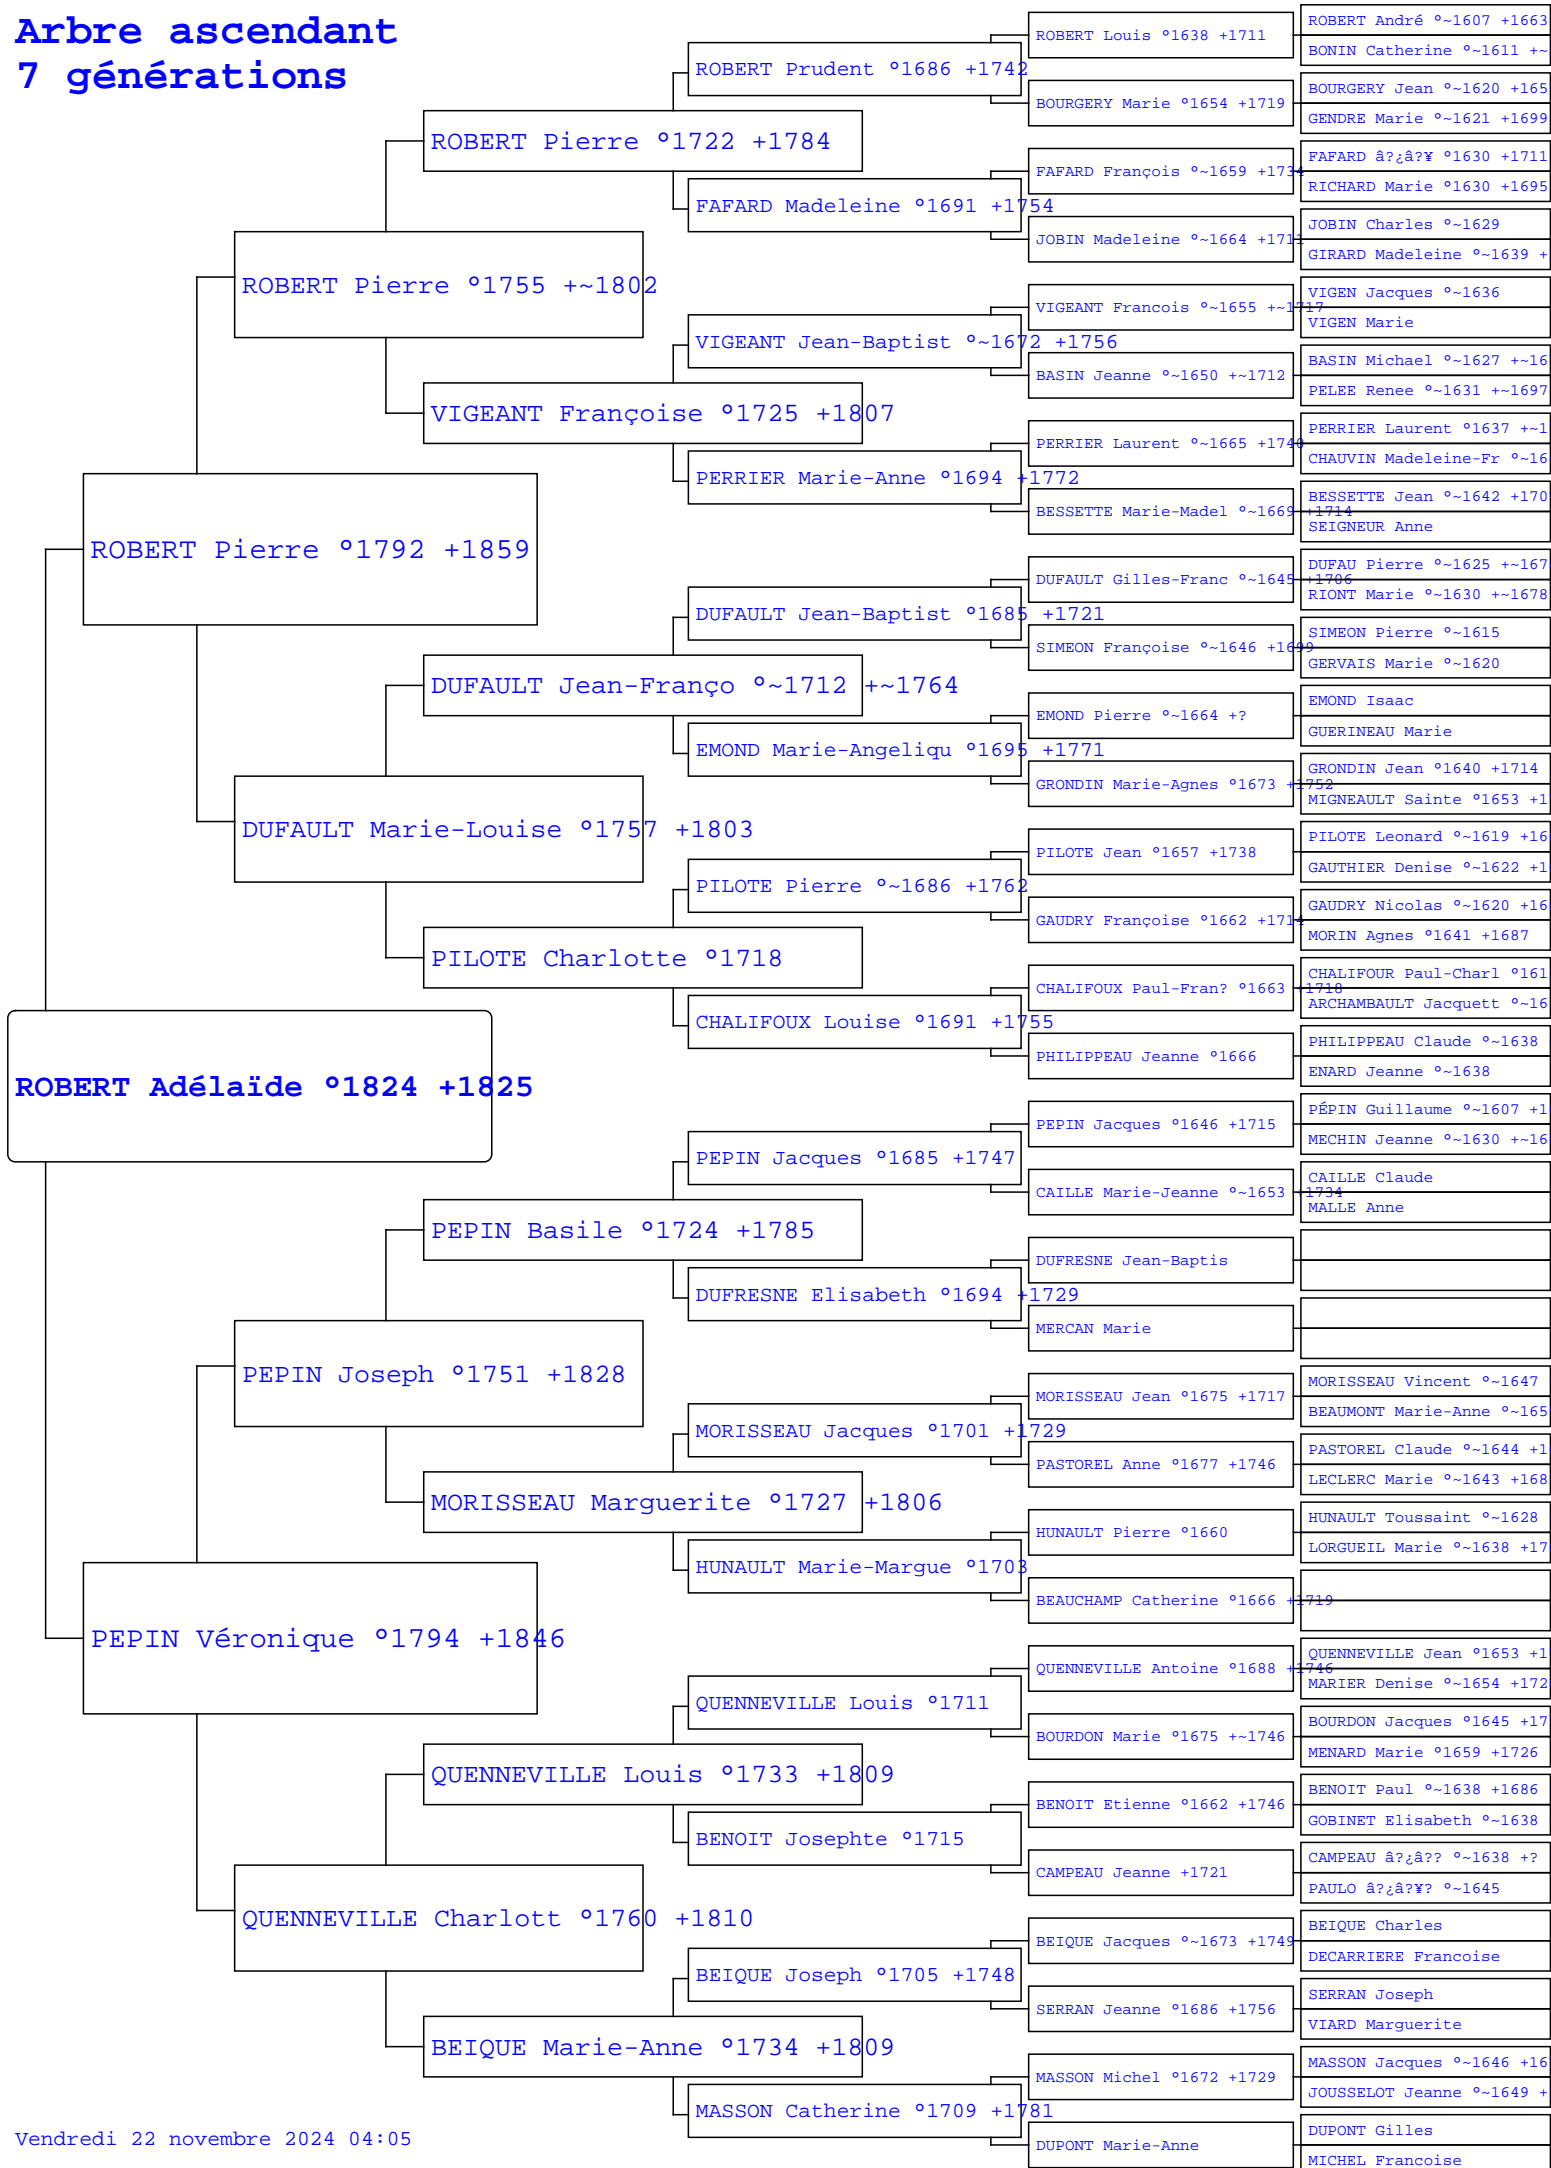 Arbre ascendant
7 générations
ROBERT Adélaïde °1824 +1825
ROBERT Pierre °1792 +1859
PEPIN Véronique °1794 +1846
ROBERT Pierre °1755 +~1802
DUFAULT Marie-Louise °1757 +1803
PEPIN Joseph °1751 +1828
QUENNEVILLE Charlott °1760 +1810
ROBERT Pierre °1722 +1784
VIGEANT Françoise °1725 +1807
DUFAULT Jean-Franço °~1712 +~1764
PILOTE Charlotte °1718
PEPIN Basile °1724 +1785
MORISSEAU Marguerite °1727 +1806
QUENNEVILLE Louis °1733 +1809
BEIQUE Marie-Anne °1734 +1809
ROBERT Prudent °1686 +1742
FAFARD Madeleine °1691 +1754
VIGEANT Jean-Baptist °~1672 +1756
PERRIER Marie-Anne °1694 +1772
DUFAULT Jean-Baptist °1685 +1721
EMOND Marie-Angeliqu °1695 +1771
PILOTE Pierre °~1686 +1762
CHALIFOUX Louise °1691 +1755
PEPIN Jacques °1685 +1747
DUFRESNE Elisabeth °1694 +1729
MORISSEAU Jacques °1701 +1729
HUNAULT Marie-Margue °1703
QUENNEVILLE Louis °1711
BENOIT Josephte °1715
BEIQUE Joseph °1705 +1748
MASSON Catherine °1709 +1781
ROBERT Louis °1638 +1711
BOURGERY Marie °1654 +1719
FAFARD François °~1659 +1734
JOBIN Madeleine °~1664 +1711
VIGEANT Francois °~1655 +~1717
BASIN Jeanne °~1650 +~1712
PERRIER Laurent °~1665 +1740
BESSETTE Marie-Madel °~1669 +1714
DUFAULT Gilles-Franc °~1645 +1706
SIMEON Françoise °~1646 +1699
EMOND Pierre °~1664 +?
GRONDIN Marie-Agnes °1673 +1752
PILOTE Jean °1657 +1738
GAUDRY Françoise °1662 +1714
CHALIFOUX Paul-Fran? °1663 +1718
PHILIPPEAU Jeanne °1666
PEPIN Jacques °1646 +1715
CAILLE Marie-Jeanne °~1653 +1734
DUFRESNE Jean-Baptis
MERCAN Marie
MORISSEAU Jean °1675 +1717
PASTOREL Anne °1677 +1746
HUNAULT Pierre °1660
BEAUCHAMP Catherine °1666 +1719
QUENNEVILLE Antoine °1688 +1746
BOURDON Marie °1675 +~1746
BENOIT Etienne °1662 +1746
CAMPEAU Jeanne +1721
BEIQUE Jacques °~1673 +1749
SERRAN Jeanne °1686 +1756
MASSON Michel °1672 +1729
DUPONT Marie-Anne
ROBERT André °~1607 +1663
BONIN Catherine °~1611 +~
BOURGERY Jean °~1620 +165
GENDRE Marie °~1621 +1699
FAFARD â?¿â?¥ °1630 +1711
RICHARD Marie °1630 +1695
JOBIN Charles °~1629
GIRARD Madeleine °~1639 +
VIGEN Jacques °~1636
VIGEN Marie
BASIN Michael °~1627 +~16
PELEE Renee °~1631 +~1697
PERRIER Laurent °1637 +~1
CHAUVIN Madeleine-Fr °~16
BESSETTE Jean °~1642 +170
SEIGNEUR Anne
DUFAU Pierre °~1625 +~167
RIONT Marie °~1630 +~1678
SIMEON Pierre °~1615
GERVAIS Marie °~1620
EMOND Isaac
GUERINEAU Marie
GRONDIN Jean °1640 +1714
MIGNEAULT Sainte °1653 +1
PILOTE Leonard °~1619 +16
GAUTHIER Denise °~1622 +1
GAUDRY Nicolas °~1620 +16
MORIN Agnes °1641 +1687
CHALIFOUR Paul-Charl °161
ARCHAMBAULT Jacquett °~16
PHILIPPEAU Claude °~1638
ENARD Jeanne °~1638
PÉPIN Guillaume °~1607 +1
MECHIN Jeanne °~1630 +~16
CAILLE Claude
MALLE Anne
MORISSEAU Vincent °~1647
BEAUMONT Marie-Anne °~165
PASTOREL Claude °~1644 +1
LECLERC Marie °~1643 +168
HUNAULT Toussaint °~1628
LORGUEIL Marie °~1638 +17
QUENNEVILLE Jean °1653 +1
MARIER Denise °~1654 +172
BOURDON Jacques °1645 +17
MENARD Marie °1659 +1726
BENOIT Paul °~1638 +1686
GOBINET Elisabeth °~1638
CAMPEAU â?¿â?? °~1638 +?
PAULO â?¿â?¥? °~1645
BEIQUE Charles
DECARRIERE Francoise
SERRAN Joseph
VIARD Marguerite
MASSON Jacques °~1646 +16
JOUSSELOT Jeanne °~1649 +
DUPONT Gilles
MICHEL Francoise
Vendredi 22 novembre 2024 04:05